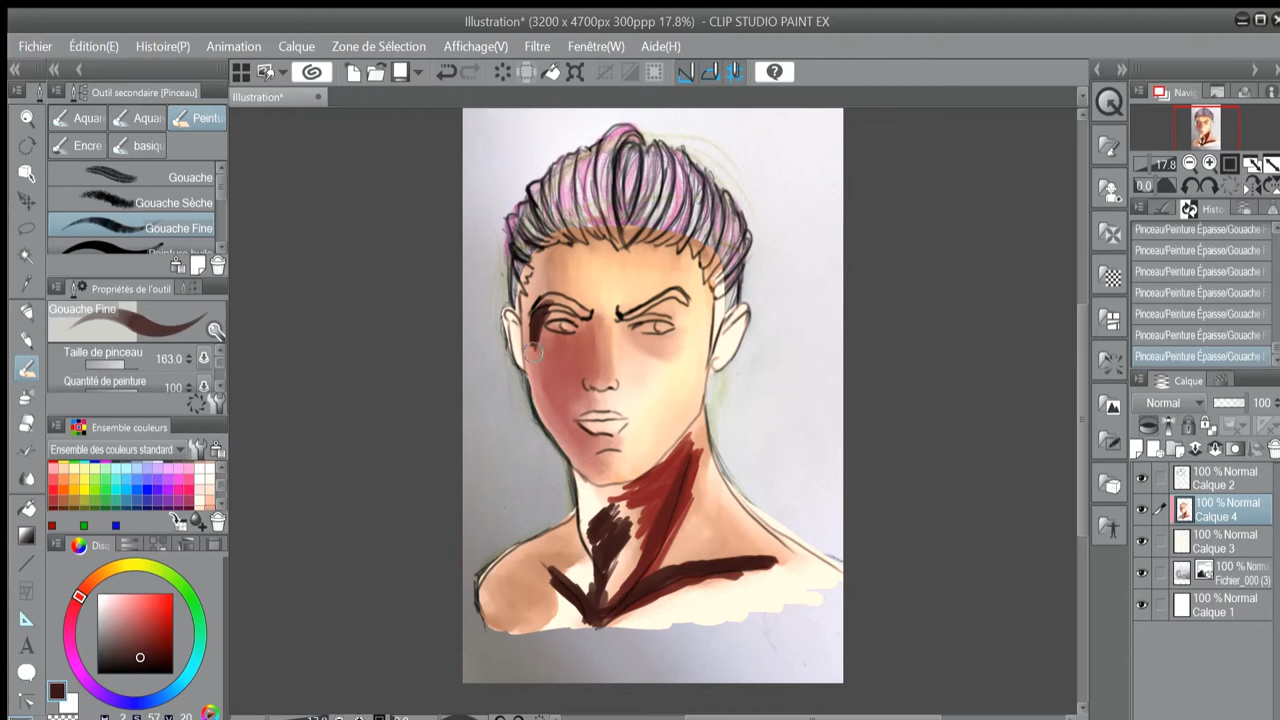 Illustration* (3200 x 4700px 300ppp 17.8%) - CLIP STUDIO PAINT EX
Fichier Édition(E) Histoire(P) Animation Calque Zone de Sélection Affichage(V) Filtre Fenêtre(W) Aide(H)
Outil secondaire [Pinceau]
Illustration*
Navig
Aquar Aquar Peintu
Encre basiqu
Gouache
Gouache Sèche
Gouache Fine
17.8
0.0
Histo
Propriétés de l'outil
Gouache Fine
Taille de pinceau 163.0
Quantité de peinture 100
Pinceau/Peinture Épaisse/Gouache F
Pinceau/Peinture Épaisse/Gouache
Pinceau/Peinture Épaisse/Gouache F
Pinceau/Peinture Épaisse/Gouache F
Pinceau/Peinture Épaisse/Gouache F
Pinceau/Peinture Épaisse/Gouache F
Pinceau/Peinture Épaisse/Gouache F
Calque
Normal 100
Ensemble couleurs
Ensemble des couleurs standard
100 % Normal
Calque 2
100 % Normal
Calque 4
100 % Normal
Calque 3
100 % Norm
Fichier_000 (3)
100 % Normal
Calque 1
Disq